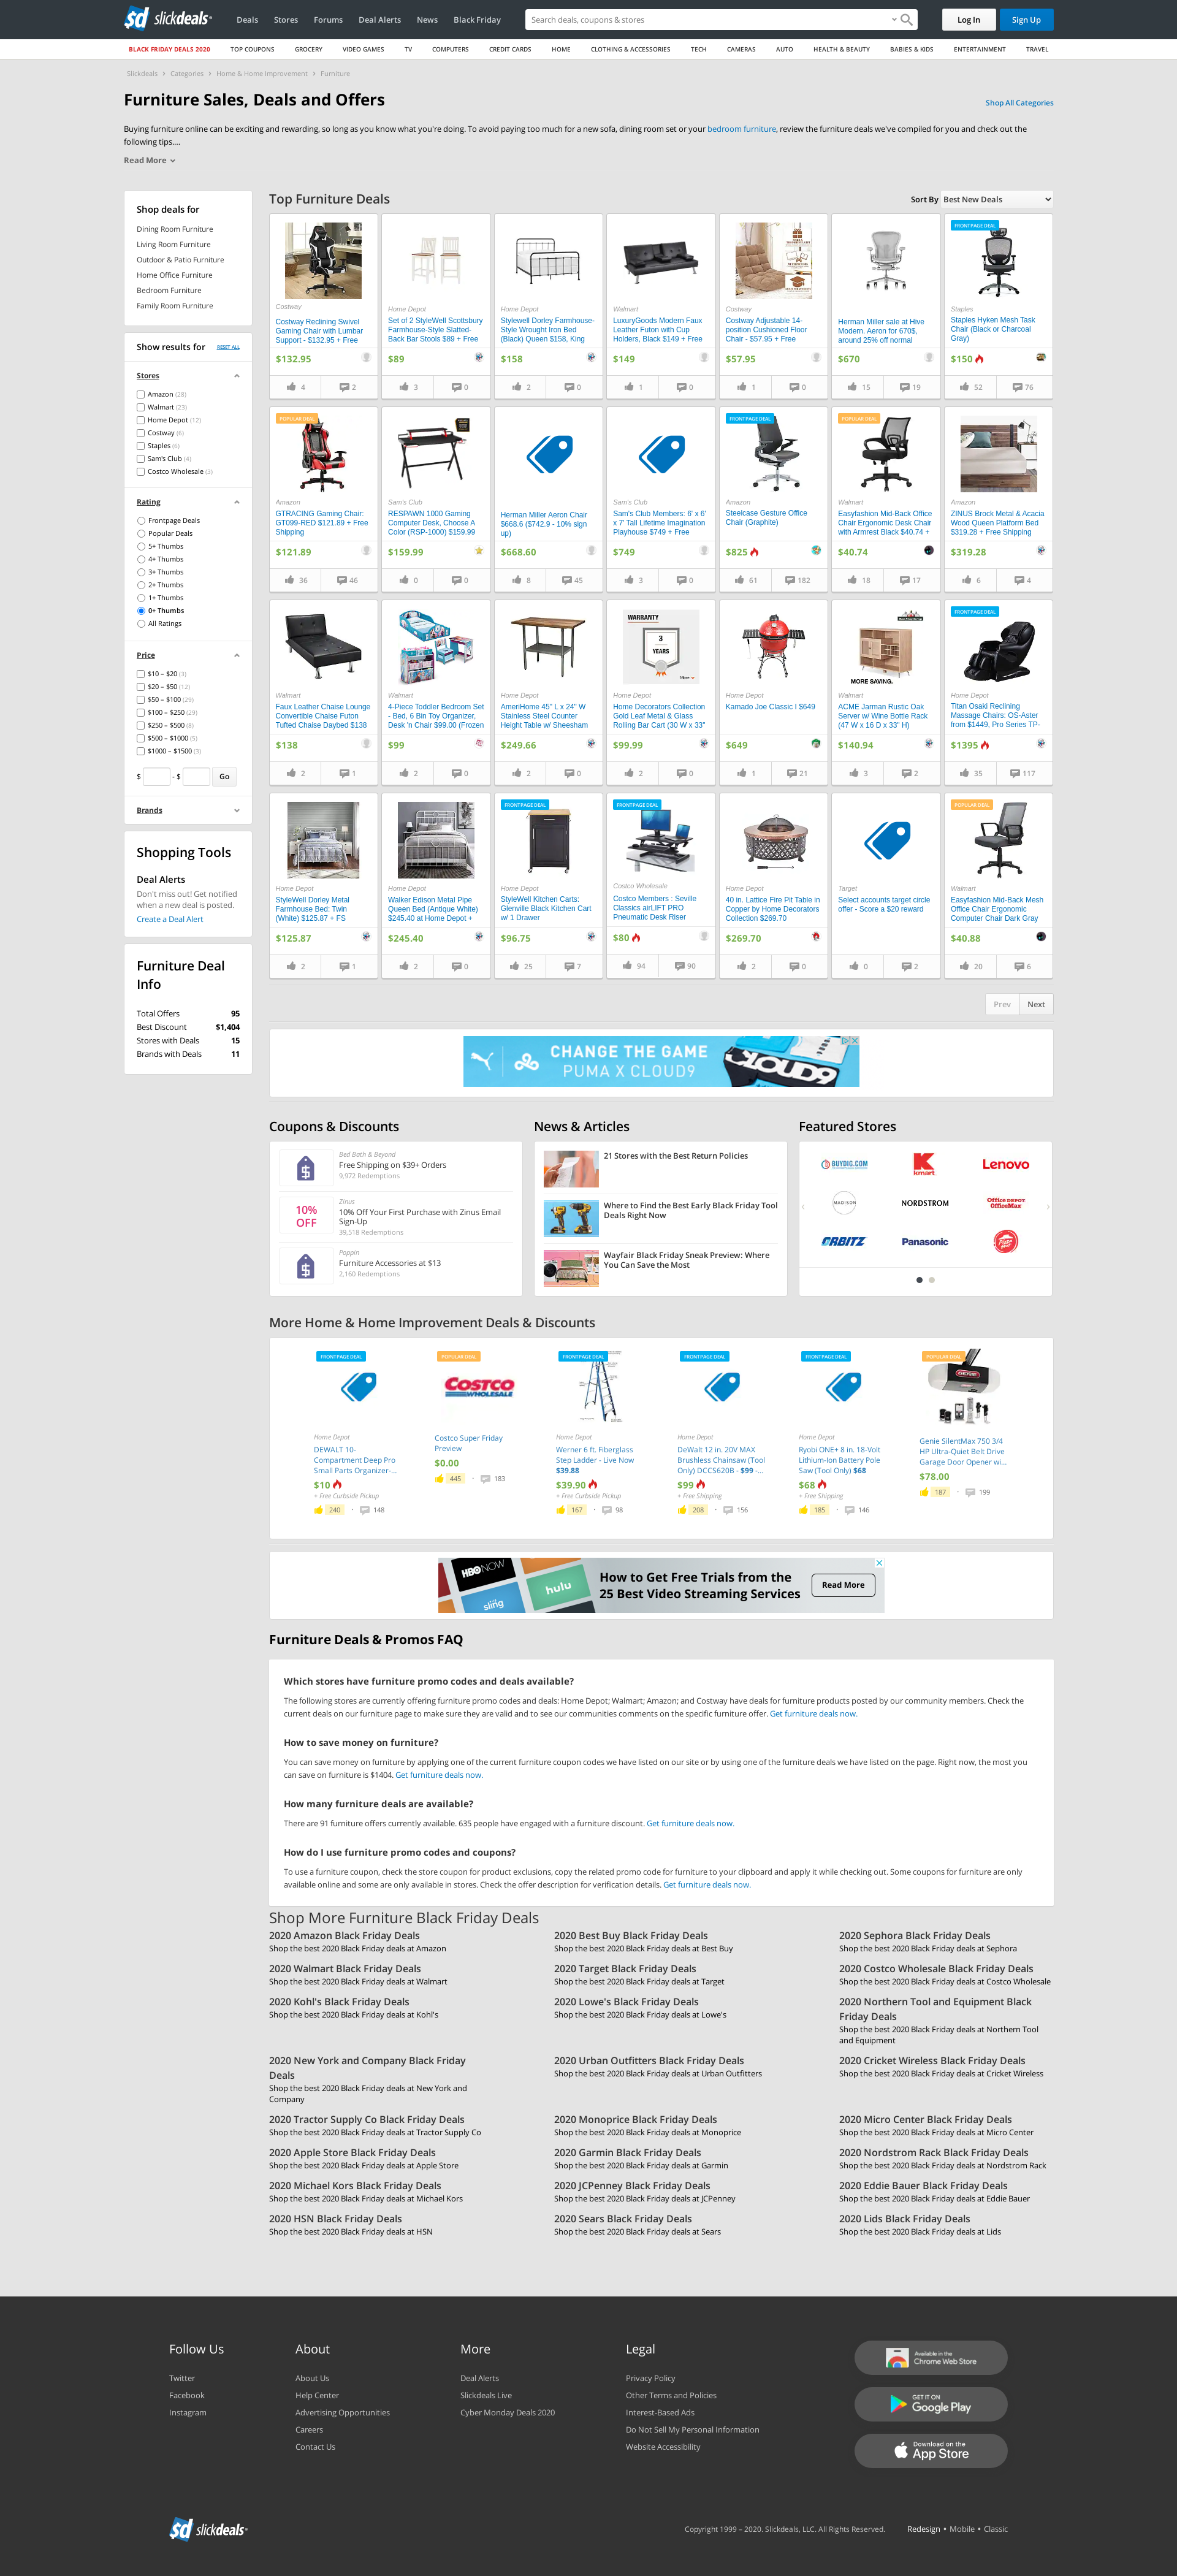 slickdeals
Deals
Stores
Forums
Deal Alerts
News
Black Friday
Search deals, coupons & stores
Log In
Sign Up
BLACK FRIDAY DEALS 2020
TOP COUPONS
GROCERY
VIDEO GAMES
TV
COMPUTERS
CREDIT CARDS
HOME
CLOTHING & ACCESSORIES
TECH
CAMERAS
AUTO
HEALTH & BEAUTY
BABIES & KIDS
ENTERTAINMENT
TRAVEL
Slickdeals › Categories › Home & Home Improvement › Furniture
Furniture Sales, Deals and Offers
Shop All Categories
Buying furniture online can be exciting and rewarding, so long as you know what you're doing. To avoid paying too much for a new sofa, dining room set or your bedroom furniture, review the furniture deals we've compiled for you and check out the
following tips....
Read More
Shop deals for
Dining Room Furniture
Living Room Furniture
Outdoor & Patio Furniture
Home Office Furniture
Bedroom Furniture
Family Room Furniture
Show results for
RESET ALL
Stores
Amazon (28)
Walmart (23)
Home Depot (12)
Costway (6)
Staples (6)
Sam's Club (4)
Costco Wholesale (3)
Rating
Frontpage Deals
Popular Deals
5+ Thumbs
4+ Thumbs
3+ Thumbs
2+ Thumbs
1+ Thumbs
0+ Thumbs
All Ratings
Price
$10 – $20 (3)
$20 – $50 (12)
$50 – $100 (29)
$100 – $250 (29)
$250 – $500 (8)
$500 – $1000 (5)
$1000 – $1500 (3)
$ - $ Go
Brands
Shopping Tools
Deal Alerts
Don't miss out! Get notified
when a new deal is posted.
Create a Deal Alert
Furniture Deal
Info
Total Offers 95
Best Discount $1,404
Stores with Deals 15
Brands with Deals 11
Top Furniture Deals
Sort By Best New Deals
Costway
Costway Reclining Swivel
Gaming Chair with Lumbar
Support - $132.95 + Free
$132.95
4 2
Home Depot
Set of 2 StyleWell Scottsbury
Farmhouse-Style Slatted-
Back Bar Stools $89 + Free
$89
3 0
Home Depot
Stylewell Dorley Farmhouse-
Style Wrought Iron Bed
(Black) Queen $158, King
$158
2 0
Walmart
LuxuryGoods Modern Faux
Leather Futon with Cup
Holders, Black $149 + Free
$149
1 0
Costway
Costway Adjustable 14-
position Cushioned Floor
Chair - $57.95 + Free
$57.95
1 0
Herman Miller sale at Hive
Modern. Aeron for 670$,
around 25% off normal
$670
15 19
FRONTPAGE DEAL
Staples
Staples Hyken Mesh Task
Chair (Black or Charcoal
Gray)
$150
52 76
POPULAR DEAL
Amazon
GTRACING Gaming Chair:
GT099-RED $121.89 + Free
Shipping
$121.89
36 46
Sam's Club
RESPAWN 1000 Gaming
Computer Desk, Choose A
Color (RSP-1000) $159.99
$159.99
0 0
Herman Miller Aeron Chair
$668.6 ($742.9 - 10% sign
up)
$668.60
8 45
Sam's Club
Sam's Club Members: 6' x 6'
x 7' Tall Lifetime Imagination
Playhouse $749 + Free
$749
3 0
FRONTPAGE DEAL
Amazon
Steelcase Gesture Office
Chair (Graphite)
$825
61 182
POPULAR DEAL
Walmart
Easyfashion Mid-Back Office
Chair Ergonomic Desk Chair
with Armrest Black $40.74 +
$40.74
18 17
Amazon
ZINUS Brock Metal & Acacia
Wood Queen Platform Bed
$319.28 + Free Shipping
$319.28
6 4
Walmart
Faux Leather Chaise Lounge
Convertible Chaise Futon
Tufted Chaise Daybed $138
$138
2 1
Walmart
4-Piece Toddler Bedroom Set
- Bed, 6 Bin Toy Organizer,
Desk 'n Chair $99.00 (Frozen
$99
2 0
Home Depot
AmeriHome 45" L x 24" W
Stainless Steel Counter
Height Table w/ Sheesham
$249.66
2 0
WARRANTY
3
YEARS
Home Depot
Home Decorators Collection
Gold Leaf Metal & Glass
Rolling Bar Cart (30 W x 33"
$99.99
2 0
Home Depot
Kamado Joe Classic I $649
$649
1 21
MORE SAVING.
Walmart
ACME Jarman Rustic Oak
Server w/ Wine Bottle Rack
(47 W x 16 D x 33" H)
$140.94
3 2
FRONTPAGE DEAL
Home Depot
Titan Osaki Reclining
Massage Chairs: OS-Aster
from $1449, Pro Series TP-
$1395
35 117
Home Depot
StyleWell Dorley Metal
Farmhouse Bed: Twin
(White) $125.87 + FS
$125.87
2 1
Home Depot
Walker Edison Metal Pipe
Queen Bed (Antique White)
$245.40 at Home Depot +
$245.40
2 0
FRONTPAGE DEAL
Home Depot
StyleWell Kitchen Carts:
Glenville Black Kitchen Cart
w/ 1 Drawer
$96.75
25 7
FRONTPAGE DEAL
Costco Wholesale
Costco Members : Seville
Classics airLIFT PRO
Pneumatic Desk Riser
$80
94 90
Home Depot
40 in. Lattice Fire Pit Table in
Copper by Home Decorators
Collection $269.70
$269.70
2 0
Target
Select accounts target circle
offer - Score a $20 reward
0 2
POPULAR DEAL
Walmart
Easyfashion Mid-Back Mesh
Office Chair Ergonomic
Computer Chair Dark Gray
$40.88
20 6
Prev Next
CHANGE THE GAME
PUMA X CLOUD9
CLOUD9
Coupons & Discounts
Bed Bath & Beyond
Free Shipping on $39+ Orders
9,972 Redemptions
10%
OFF
Zinus
10% Off Your First Purchase with Zinus Email
Sign-Up
39,518 Redemptions
Poppin
Furniture Accessories at $13
2,160 Redemptions
News & Articles
21 Stores with the Best Return Policies
Where to Find the Best Early Black Friday Tool
Deals Right Now
Wayfair Black Friday Sneak Preview: Where
You Can Save the Most
Featured Stores
BUYDIG.COM
kmart
Lenovo
MADISON
NORDSTROM
Office DEPOT
OfficeMax
ORBITZ
Panasonic
Pizza Hut
More Home & Home Improvement Deals & Discounts
FRONTPAGE DEAL
Home Depot
DEWALT 10-
Compartment Deep Pro
Small Parts Organizer-...
$10
+ Free Curbside Pickup
240 · 148
POPULAR DEAL
COSTCO
WHOLESALE
Costco Super Friday
Preview
$0.00
445 · 183
FRONTPAGE DEAL
Home Depot
Werner 6 ft. Fiberglass
Step Ladder - Live Now
$39.88
$39.90
+ Free Curbside Pickup
167 · 98
FRONTPAGE DEAL
Home Depot
DeWalt 12 in. 20V MAX
Brushless Chainsaw (Tool
Only) DCCS620B - $99 -...
$99
+ Free Shipping
208 · 156
FRONTPAGE DEAL
Home Depot
Ryobi ONE+ 8 in. 18-Volt
Lithium-Ion Battery Pole
Saw (Tool Only) $68
$68
+ Free Shipping
185 · 146
POPULAR DEAL
GENIE
Genie SilentMax 750 3/4
HP Ultra-Quiet Belt Drive
Garage Door Opener wi...
$78.00
187 · 199
HBO NOW
hulu
sling
How to Get Free Trials from the
25 Best Video Streaming Services
Read More
Furniture Deals & Promos FAQ
Which stores have furniture promo codes and deals available?
The following stores are currently offering furniture promo codes and deals: Home Depot; Walmart; Amazon; and Costway have deals for furniture products posted by our community members. Check the
current deals on our furniture page to make sure they are valid and to see our communities comments on the specific furniture offer. Get furniture deals now.
How to save money on furniture?
You can save money on furniture by applying one of the current furniture coupon codes we have listed on our site or by using one of the furniture deals we have listed on the page. Right now, the most you
can save on furniture is $1404. Get furniture deals now.
How many furniture deals are available?
There are 91 furniture offers currently available. 635 people have engaged with a furniture discount. Get furniture deals now.
How do I use furniture promo codes and coupons?
To use a furniture coupon, check the store coupon for product exclusions, copy the related promo code for furniture to your clipboard and apply it while checking out. Some coupons for furniture are only
available online and some are only available in stores. Check the offer description for verification details. Get furniture deals now.
Shop More Furniture Black Friday Deals
2020 Amazon Black Friday Deals
Shop the best 2020 Black Friday deals at Amazon
2020 Best Buy Black Friday Deals
Shop the best 2020 Black Friday deals at Best Buy
2020 Sephora Black Friday Deals
Shop the best 2020 Black Friday deals at Sephora
2020 Walmart Black Friday Deals
Shop the best 2020 Black Friday deals at Walmart
2020 Target Black Friday Deals
Shop the best 2020 Black Friday deals at Target
2020 Costco Wholesale Black Friday Deals
Shop the best 2020 Black Friday deals at Costco Wholesale
2020 Kohl's Black Friday Deals
Shop the best 2020 Black Friday deals at Kohl's
2020 Lowe's Black Friday Deals
Shop the best 2020 Black Friday deals at Lowe's
2020 Northern Tool and Equipment Black
Friday Deals
Shop the best 2020 Black Friday deals at Northern Tool
and Equipment
2020 New York and Company Black Friday
Deals
Shop the best 2020 Black Friday deals at New York and
Company
2020 Urban Outfitters Black Friday Deals
Shop the best 2020 Black Friday deals at Urban Outfitters
2020 Cricket Wireless Black Friday Deals
Shop the best 2020 Black Friday deals at Cricket Wireless
2020 Tractor Supply Co Black Friday Deals
Shop the best 2020 Black Friday deals at Tractor Supply Co
2020 Monoprice Black Friday Deals
Shop the best 2020 Black Friday deals at Monoprice
2020 Micro Center Black Friday Deals
Shop the best 2020 Black Friday deals at Micro Center
2020 Apple Store Black Friday Deals
Shop the best 2020 Black Friday deals at Apple Store
2020 Garmin Black Friday Deals
Shop the best 2020 Black Friday deals at Garmin
2020 Nordstrom Rack Black Friday Deals
Shop the best 2020 Black Friday deals at Nordstrom Rack
2020 Michael Kors Black Friday Deals
Shop the best 2020 Black Friday deals at Michael Kors
2020 JCPenney Black Friday Deals
Shop the best 2020 Black Friday deals at JCPenney
2020 Eddie Bauer Black Friday Deals
Shop the best 2020 Black Friday deals at Eddie Bauer
2020 HSN Black Friday Deals
Shop the best 2020 Black Friday deals at HSN
2020 Sears Black Friday Deals
Shop the best 2020 Black Friday deals at Sears
2020 Lids Black Friday Deals
Shop the best 2020 Black Friday deals at Lids
Follow Us
Twitter
Facebook
Instagram
About
About Us
Help Center
Advertising Opportunities
Careers
Contact Us
More
Deal Alerts
Slickdeals Live
Cyber Monday Deals 2020
Legal
Privacy Policy
Other Terms and Policies
Interest-Based Ads
Do Not Sell My Personal Information
Website Accessibility
Available in the
Chrome Web Store
GET IT ON
Google Play
Download on the
App Store
slickdeals
Copyright 1999 – 2020. Slickdeals, LLC. All Rights Reserved.
Redesign • Mobile • Classic